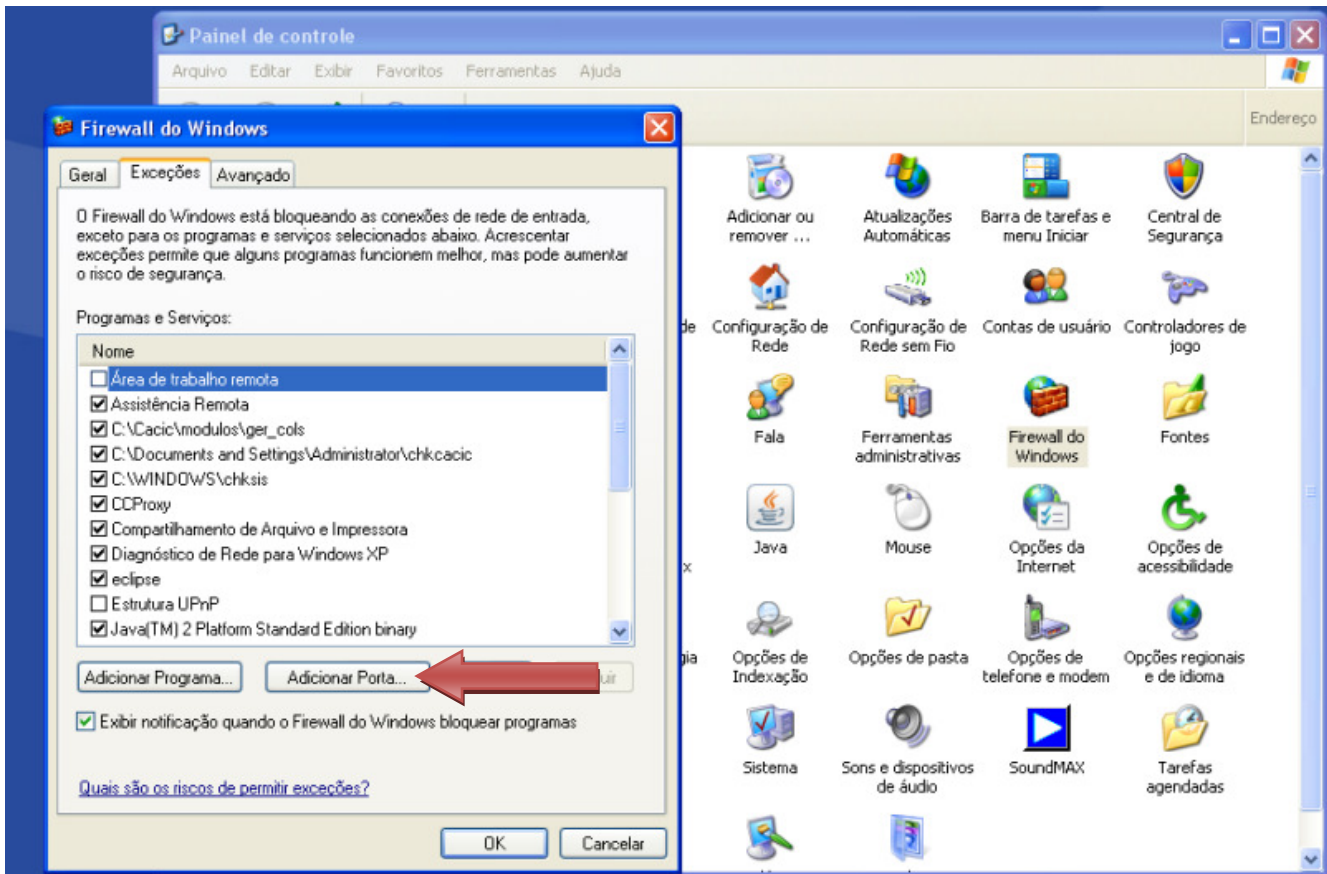 Painel de controle
Arquivo Editar Exibir Favoritos Ferramentas Ajuda
Endereço
Firewall do Windows
Geral Exceções Avançado
O Firewall do Windows está bloqueando as conexões de rede de entrada,
exceto para os programas e serviços selecionados abaixo. Acrescentar
exceções permite que alguns programas funcionem melhor, mas pode aumentar
o risco de segurança.
Programas e Serviços:
Nome
Área de trabalho remota
Assistência Remota
C:\Cacic\modulos\ger_cols
C:\Documents and Settings\Administrator\chkcacic
C:\WINDOWS\chksis
CCProxy
Compartilhamento de Arquivo e Impressora
Diagnóstico de Rede para Windows XP
eclipse
Estrutura UPnP
Java(TM) 2 Platform Standard Edition binary
Adicionar Programa... Adicionar Porta...
Exibir notificação quando o Firewall do Windows bloquear programas
Quais são os riscos de permitir exceções?
OK Cancelar
Adicionar ou
remover ...
Atualizações
Automáticas
Barra de tarefas e
menu Iniciar
Central de
Segurança
Configuração de
Rede
Configuração de
Rede sem Fio
Contas de usuário
Controladores de
jogo
Fala
Ferramentas
administrativas
Firewall do
Windows
Fontes
Java
Mouse
Opções da
Internet
Opções de
acessibilidade
Opções de
Indexação
Opções de pasta
Opções de
telefone e modem
Opções regionais
e de idioma
Sistema
Sons e dispositivos
de áudio
SoundMAX
Tarefas
agendadas